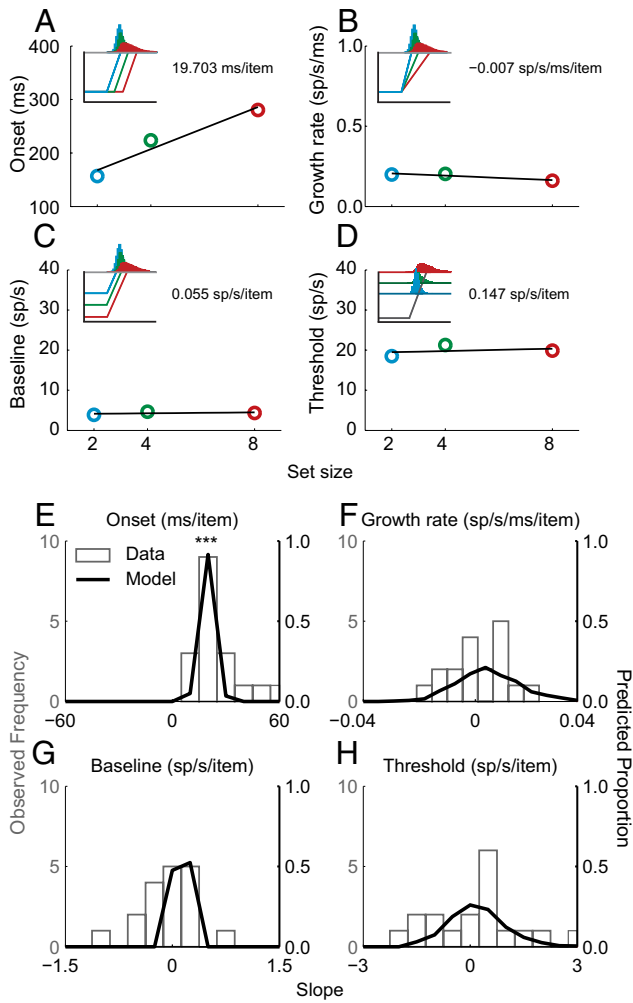 A
Onset (ms)
400
300
200
100
19.703 ms/item
B
Growth rate (sp/s/ms)
1.0
0.5
0.0
−0.007 sp/s/ms/item
C
Baseline (sp/s)
40
30
20
10
0
0.055 sp/s/item
2
4
8
D
Threshold (sp/s)
40
30
20
10
0
0.147 sp/s/item
2
4
8
Set size
E
Onset (ms/item)
***
Data
Model
10
5
0
1.0
0.5
0.0
−60
0
60
F
Growth rate (sp/s/ms/item)
10
5
0
1.0
0.5
0.0
−0.04
0
0.04
Observed Frequency
Predicted Proportion
G
Baseline (sp/s/item)
10
5
0
1.0
0.5
0.0
−1.5
0
1.5
H
Threshold (sp/s/item)
10
5
0
1.0
0.5
0.0
−3
0
3
Slope